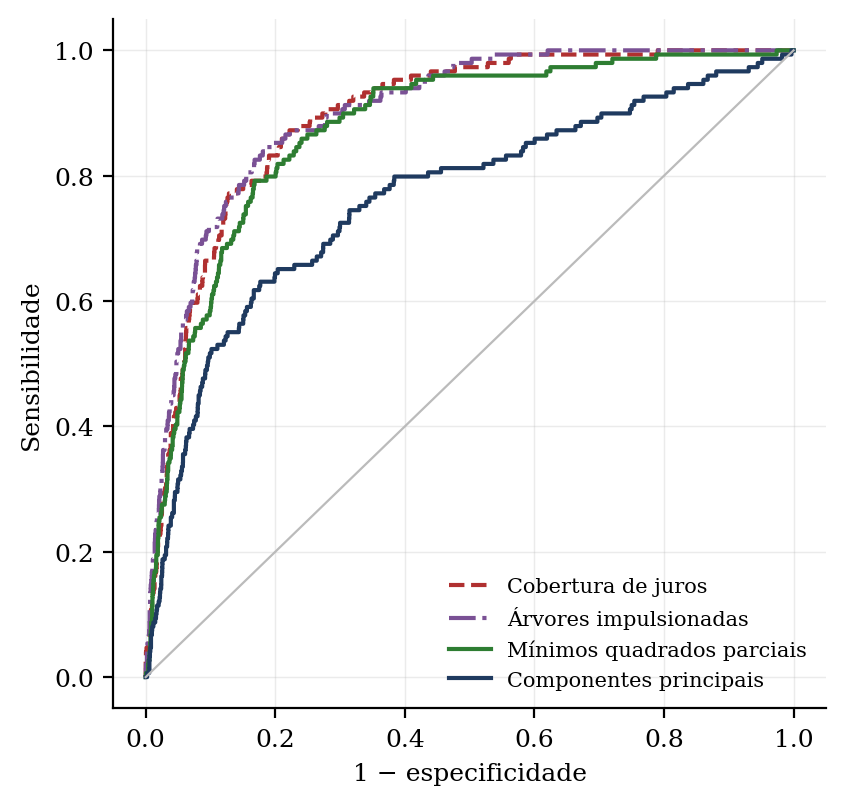 1.0
0.8
0.6
0.4
0.2
0.0
Sensibilidade
Cobertura de juros
Árvores impulsionadas
Mínimos quadrados parciais
Componentes principais
0.0 0.2 0.4 0.6 0.8 1.0
1 − especificidade